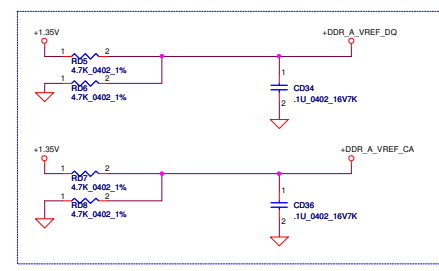 +1.35V
+DDR_A_VREF_DQ
1 2
RD5
4.7K_0402_1%
1 2
RD6
4.7K_0402_1%
1
CD34
.1U_0402_16V7K
2
+1.35V
+DDR_A_VREF_CA
1 2
RD7
4.7K_0402_1%
1 2
RD8
4.7K_0402_1%
1
CD36
.1U_0402_16V7K
2